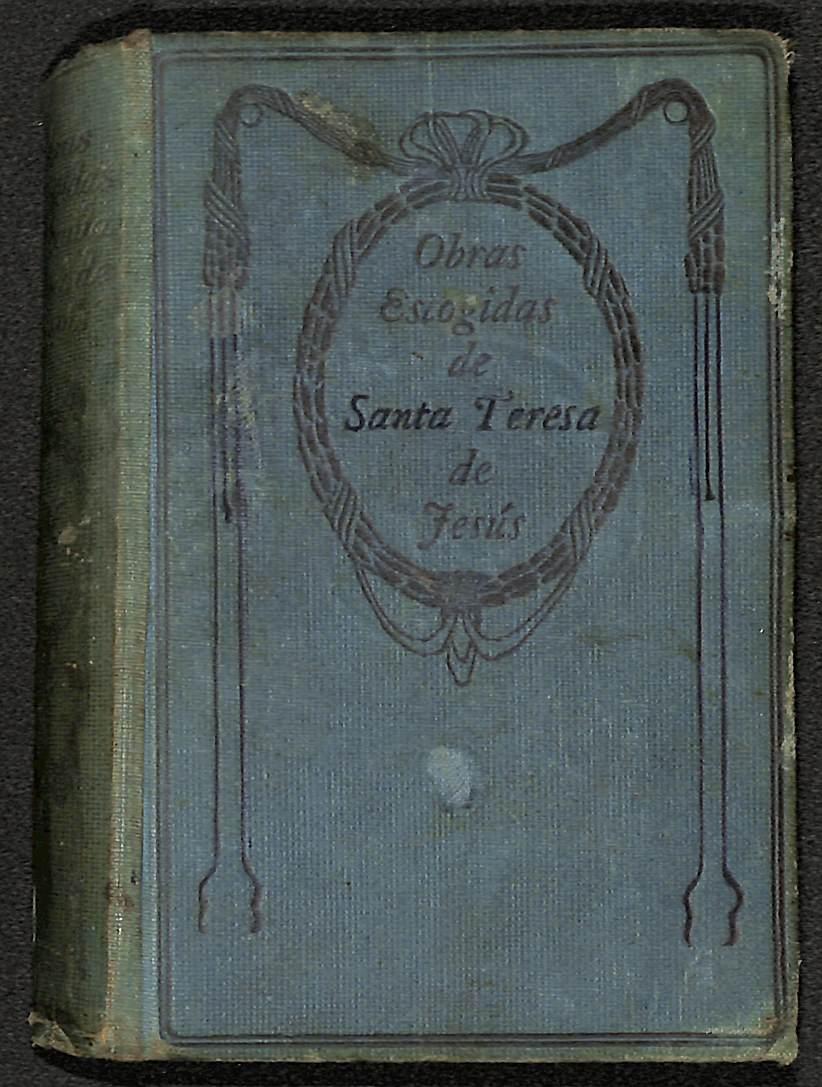 Obras
Escogidas
de
Santa Teresa
de
Jesús